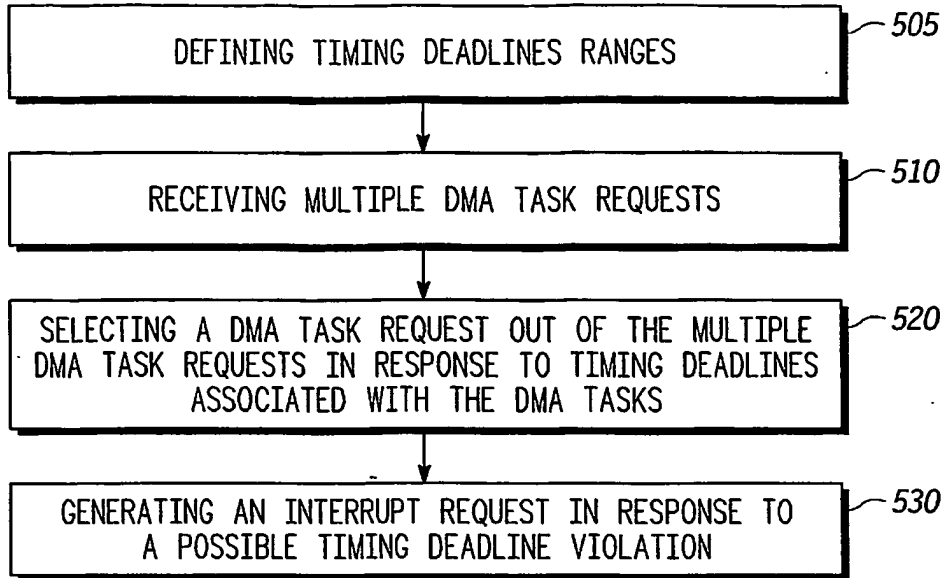 DEFINING TIMING DEADLINES RANGES
505
RECEIVING MULTIPLE DMA TASK REQUESTS
510
SELECTING A DMA TASK REQUEST OUT OF THE MULTIPLE
DMA TASK REQUESTS IN RESPONSE TO TIMING DEADLINES
ASSOCIATED WITH THE DMA TASKS
520
GENERATING AN INTERRUPT REQUEST IN RESPONSE TO
A POSSIBLE TIMING DEADLINE VIOLATION
530